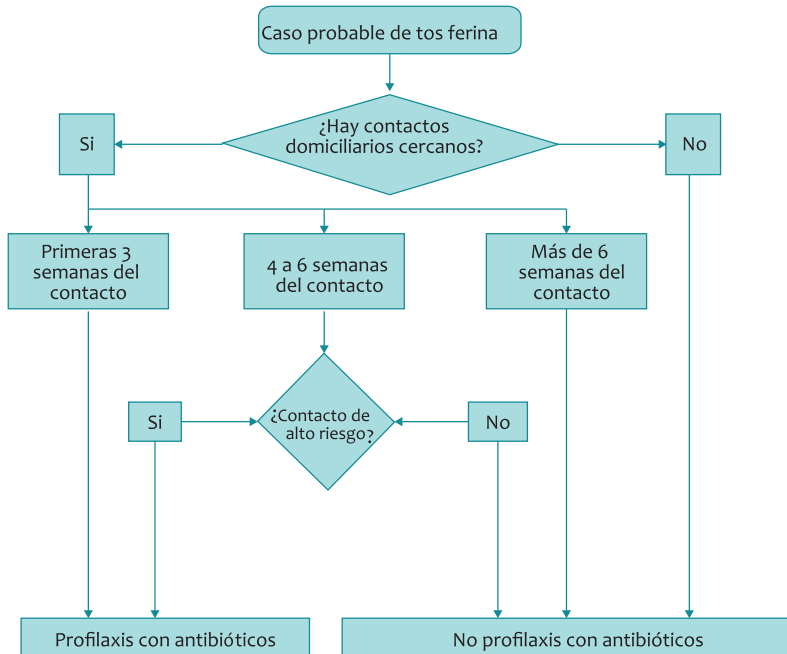 Caso probable de tos ferina
¿Hay contactos
domiciliarios cercanos?
Si
No
Primeras 3
semanas del
contacto
4 a 6 semanas
del contacto
Más de 6
semanas del
contacto
¿Contacto de
alto riesgo?
Si
No
Profilaxis con antibióticos
No profilaxis con antibióticos